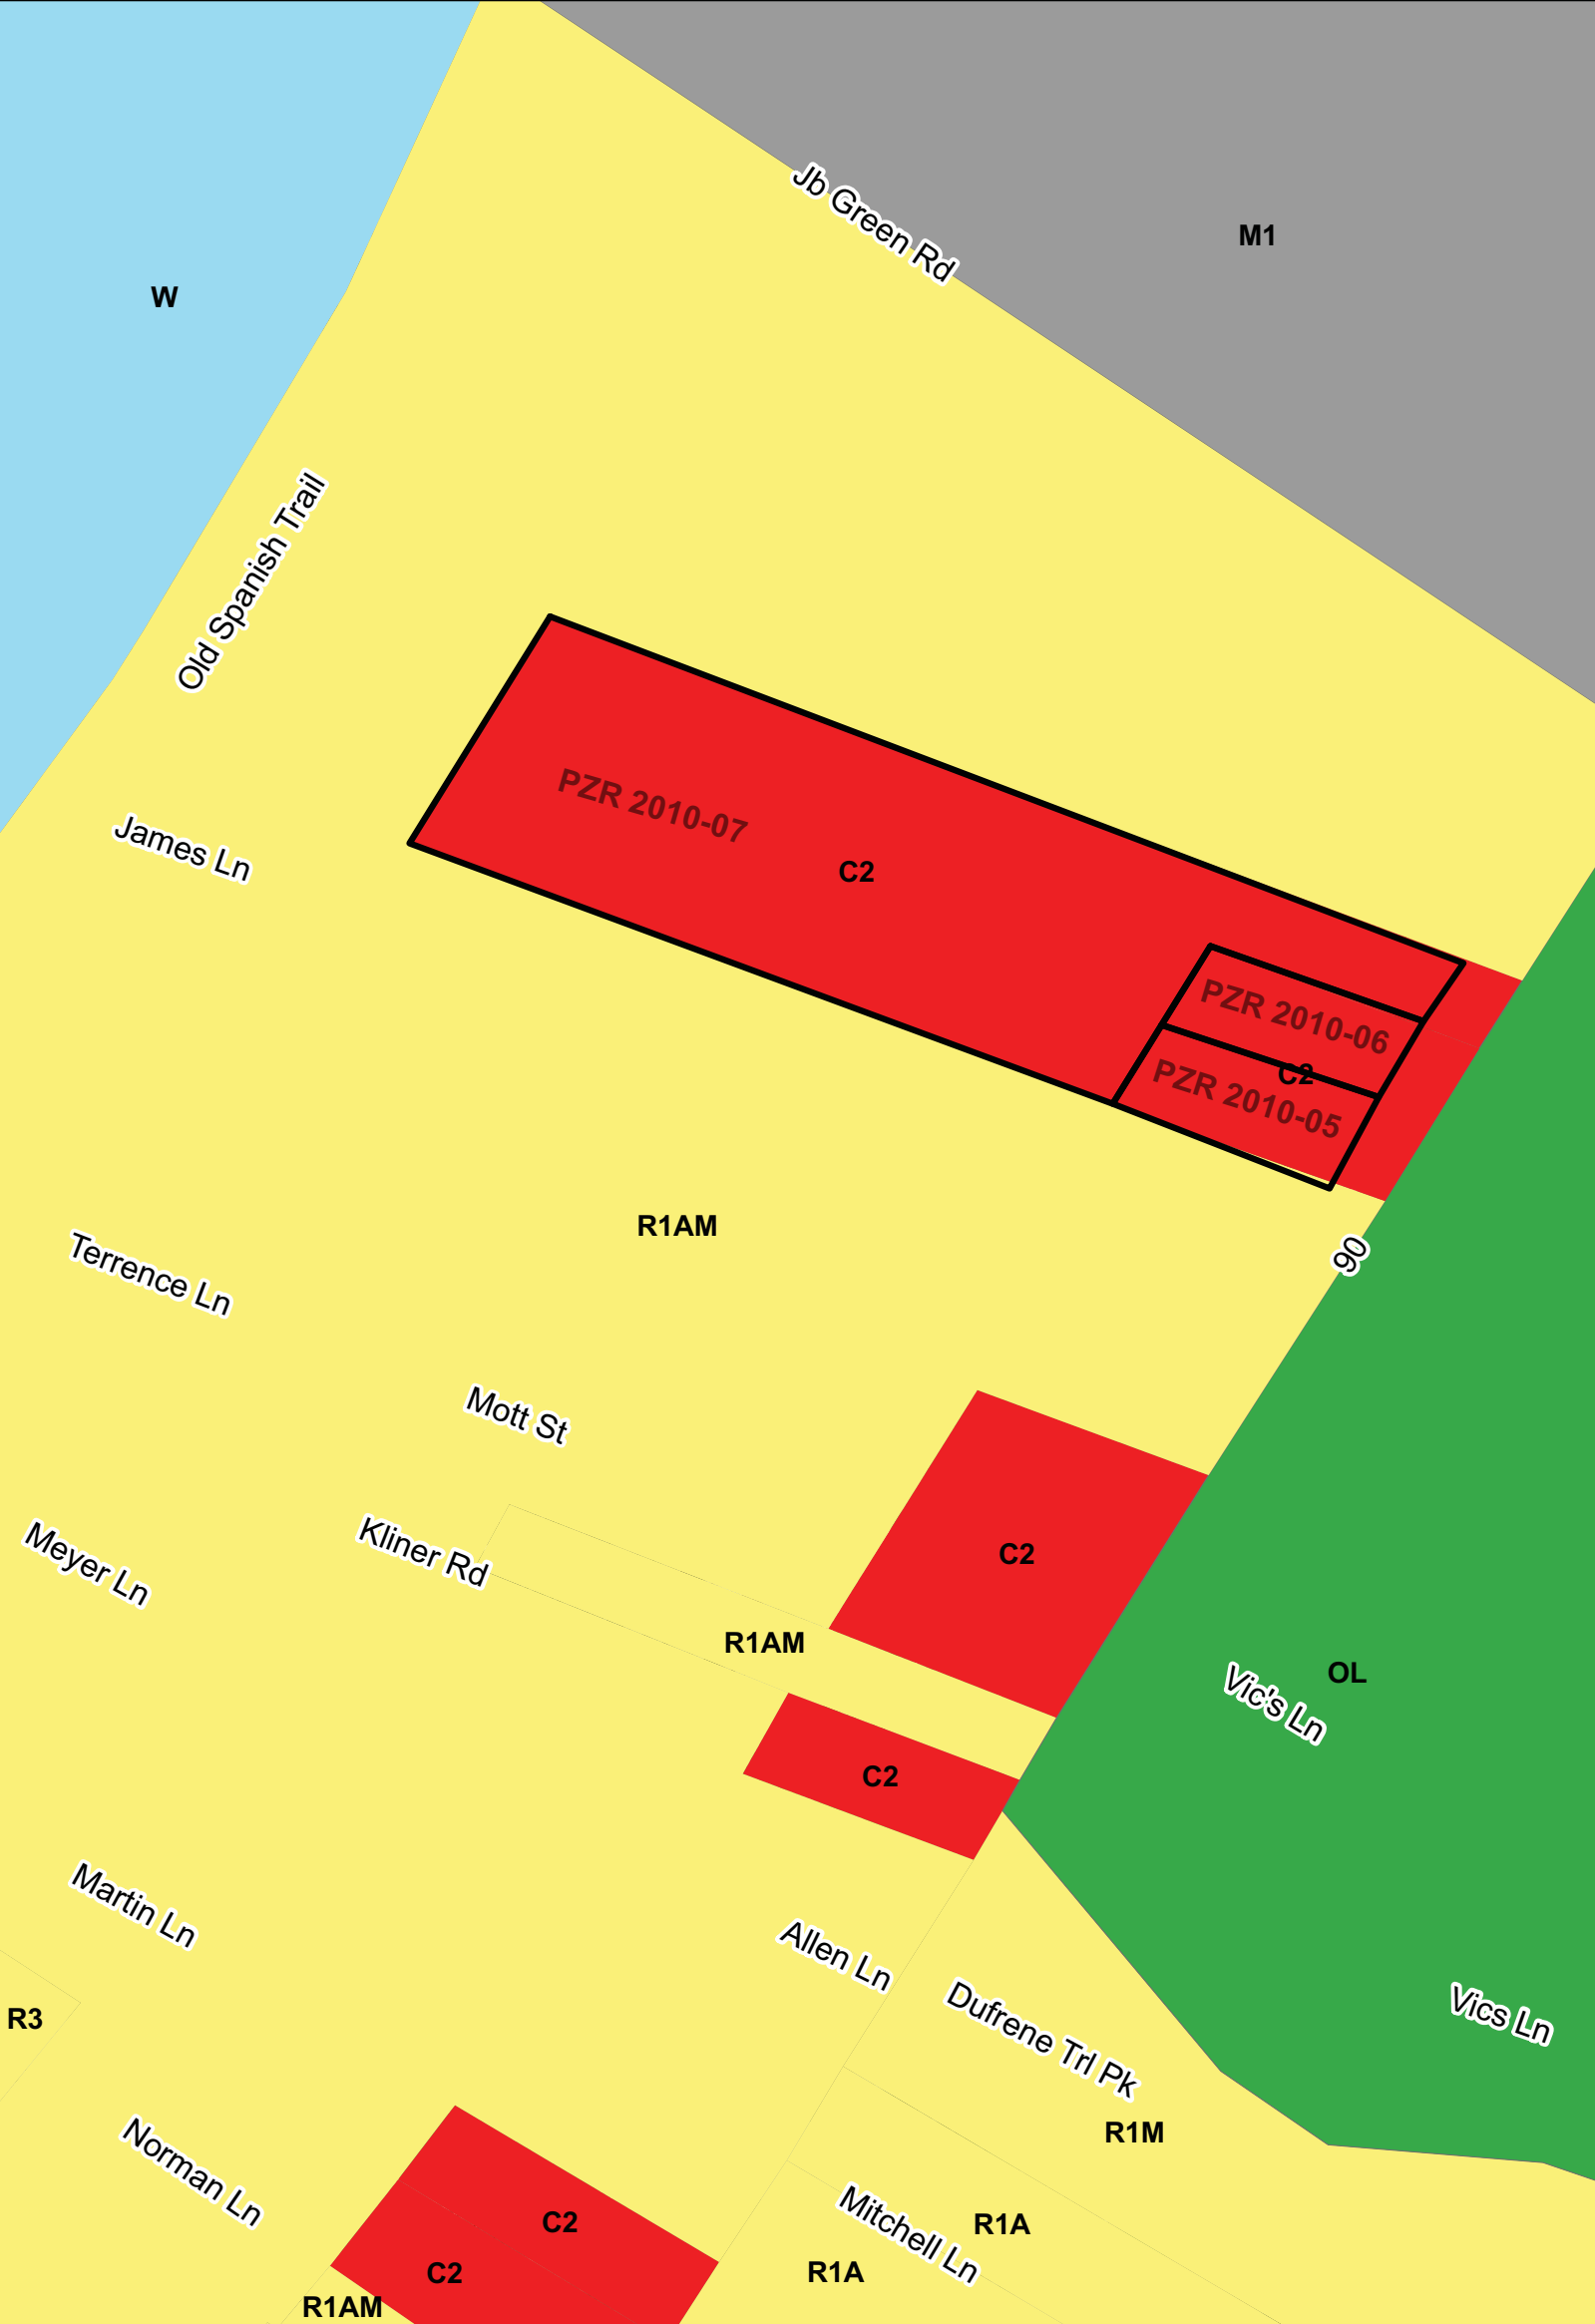 Jb Green Rd
M1
W
Old Spanish Trail
PZR 2010-07
James Ln
C2
PZR 2010-06
C2
PZR 2010-05
R1AM
90
Terrence Ln
Mott St
Kliner Rd
C2
Meyer Ln
R1AM
OL
Vic's Ln
C2
Martin Ln
Allen Ln
Dufrene Trl Pk
Vics Ln
R3
R1M
Norman Ln
C2
Mitchell Ln
R1A
R1A
C2
R1AM